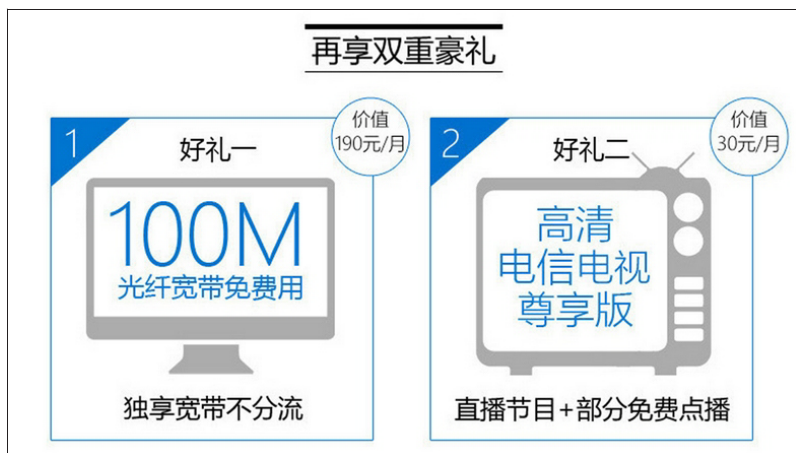 再享双重豪礼
1
好礼一
价值
190元/月
100M
光纤宽带免费用
独享宽带不分流
2
好礼二
价值
30元/月
高清
电信电视
尊享版
直播节目+部分免费点播